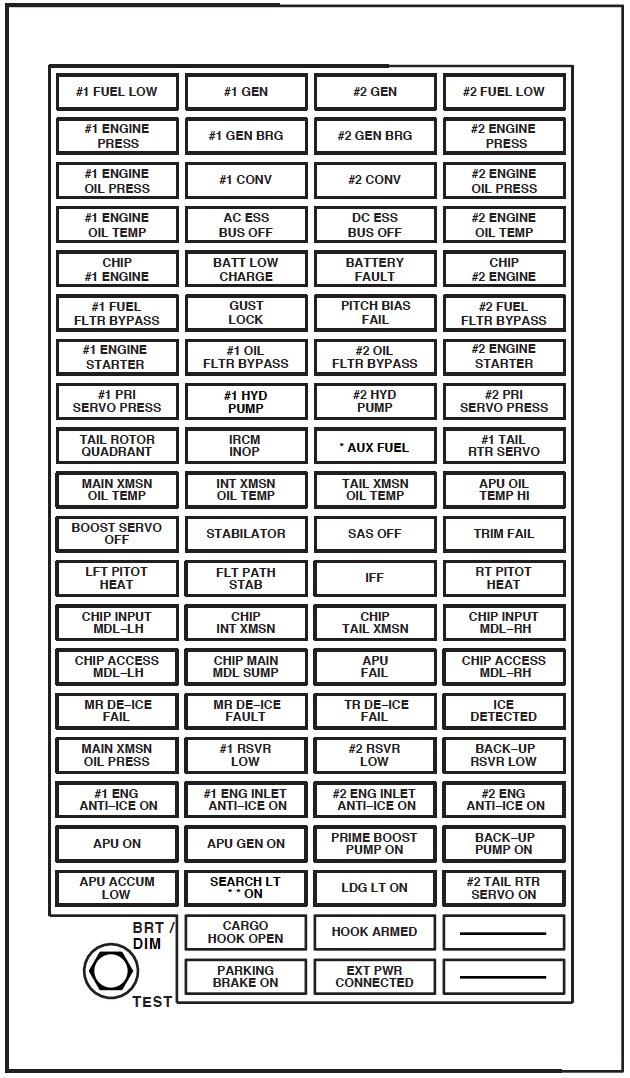 #1 FUEL LOW
#1 GEN
#2 GEN
#2 FUEL LOW
#1 ENGINE
PRESS
#1 GEN BRG
#2 GEN BRG
#2 ENGINE
PRESS
#1 ENGINE
OIL PRESS
#1 CONV
#2 CONV
#2 ENGINE
OIL PRESS
#1 ENGINE
OIL TEMP
AC ESS
BUS OFF
DC ESS
BUS OFF
#2 ENGINE
OIL TEMP
CHIP
#1 ENGINE
BATT LOW
CHARGE
BATTERY
FAULT
CHIP
#2 ENGINE
#1 FUEL
FLTR BYPASS
GUST
LOCK
PITCH BIAS
FAIL
#2 FUEL
FLTR BYPASS
#1 ENGINE
STARTER
#1 OIL
FLTR BYPASS
#2 OIL
FLTR BYPASS
#2 ENGINE
STARTER
#1 PRI
SERVO PRESS
#1 HYD
PUMP
#2 HYD
PUMP
#2 PRI
SERVO PRESS
TAIL ROTOR
QUADRANT
IRCM
INOP
* AUX FUEL
#1 TAIL
RTR SERVO
MAIN XMSN
OIL TEMP
INT XMSN
OIL TEMP
TAIL XMSN
OIL TEMP
APU OIL
TEMP HI
BOOST SERVO
OFF
STABILATOR
SAS OFF
TRIM FAIL
LFT PITOT
HEAT
FLT PATH
STAB
IFF
RT PITOT
HEAT
CHIP INPUT
MDL–LH
CHIP
INT XMSN
CHIP
TAIL XMSN
CHIP INPUT
MDL–RH
CHIP ACCESS
MDL–LH
CHIP MAIN
MDL SUMP
APU
FAIL
CHIP ACCESS
MDL–RH
MR DE–ICE
FAIL
MR DE–ICE
FAULT
TR DE–ICE
FAIL
ICE
DETECTED
MAIN XMSN
OIL PRESS
#1 RSVR
LOW
#2 RSVR
LOW
BACK–UP
RSVR LOW
#1 ENG
ANTI–ICE ON
#1 ENG INLET
ANTI–ICE ON
#2 ENG INLET
ANTI–ICE ON
#2 ENG
ANTI–ICE ON
APU ON
APU GEN ON
PRIME BOOST
PUMP ON
BACK–UP
PUMP ON
APU ACCUM
LOW
SEARCH LT
* * ON
LDG LT ON
#2 TAIL RTR
SERVO ON
BRT /
DIM
CARGO
HOOK OPEN
HOOK ARMED
TEST
PARKING
BRAKE ON
EXT PWR
CONNECTED